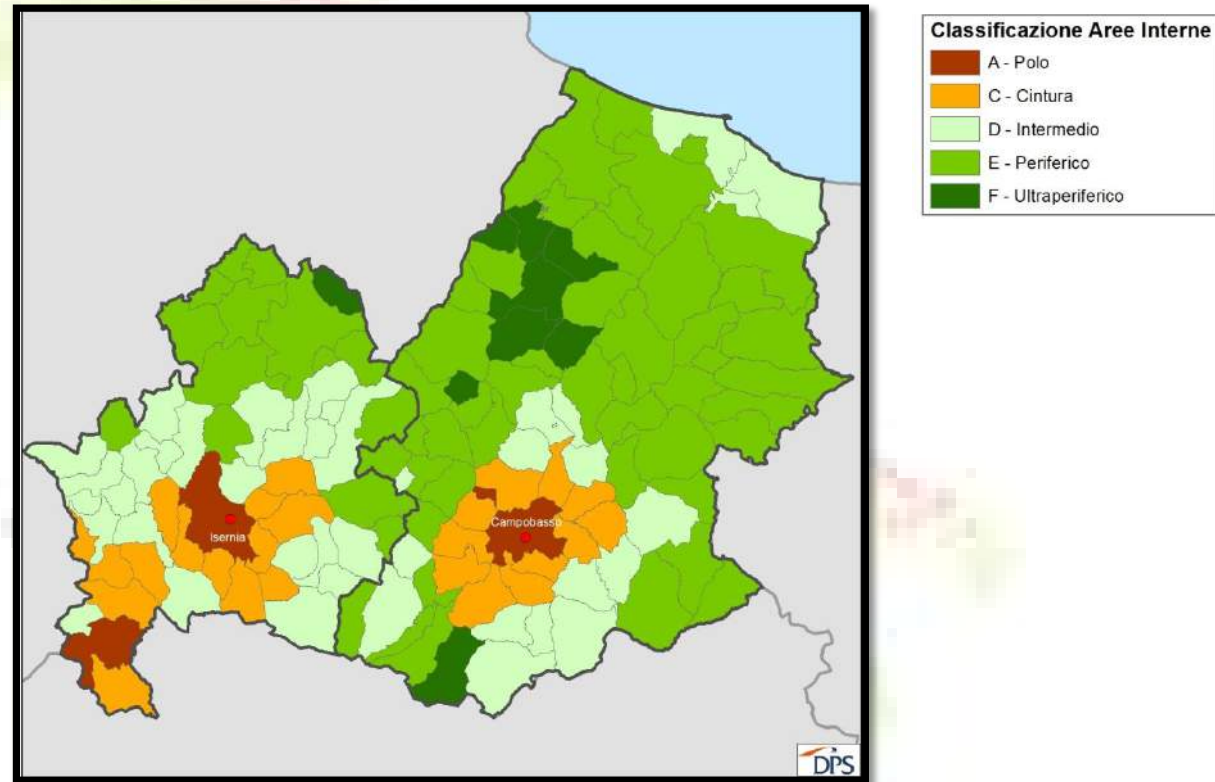 Classificazione Aree Interne
A - Polo
C - Cintura
D - Intermedio
E - Periferico
F - Ultraperiferico
Isernia
Campobasso
DPS